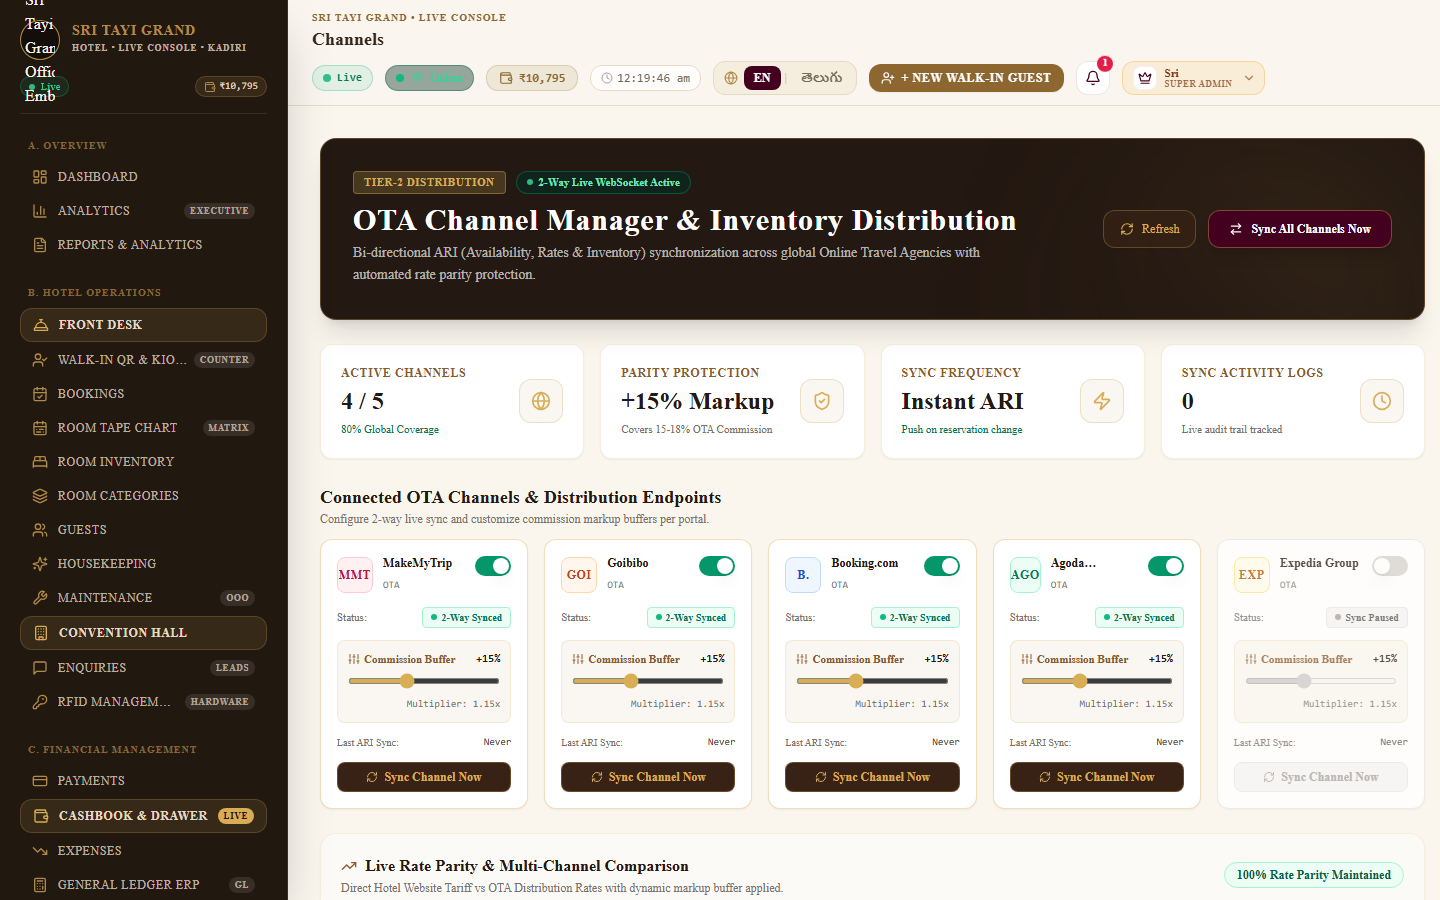 Sri
Tayi
Gran
Offic
Emb
SRI TAYI GRAND
HOTEL • LIVE CONSOLE • KADIRI
Live
₹10,795
A. OVERVIEW
DASHBOARD
ANALYTICS
EXECUTIVE
REPORTS & ANALYTICS
B. HOTEL OPERATIONS
FRONT DESK
WALK-IN QR & KIO...
COUNTER
BOOKINGS
ROOM TAPE CHART
MATRIX
ROOM INVENTORY
ROOM CATEGORIES
GUESTS
HOUSEKEEPING
MAINTENANCE
OOO
CONVENTION HALL
ENQUIRIES
LEADS
RFID MANAGEM...
HARDWARE
C. FINANCIAL MANAGEMENT
PAYMENTS
CASHBOOK & DRAWER
LIVE
EXPENSES
GENERAL LEDGER ERP
GL
SRI TAYI GRAND • LIVE CONSOLE
Channels
Live
₹10,795
12:19:46 am
EN
తెలుగు
+ NEW WALK-IN GUEST
1
Sri
SUPER ADMIN
TIER-2 DISTRIBUTION
2-Way Live WebSocket Active
OTA Channel Manager & Inventory Distribution
Bi-directional ARI (Availability, Rates & Inventory) synchronization across global Online Travel Agencies with
automated rate parity protection.
Refresh
Sync All Channels Now
ACTIVE CHANNELS
4 / 5
80% Global Coverage
PARITY PROTECTION
+15% Markup
Covers 15-18% OTA Commission
SYNC FREQUENCY
Instant ARI
Push on reservation change
SYNC ACTIVITY LOGS
0
Live audit trail tracked
Connected OTA Channels & Distribution Endpoints
Configure 2-way live sync and customize commission markup buffers per portal.
MMT
MakeMyTrip
OTA
Status:
2-Way Synced
Commission Buffer
+15%
Multiplier: 1.15x
Last ARI Sync:
Never
Sync Channel Now
GOI
Goibibo
OTA
Status:
2-Way Synced
Commission Buffer
+15%
Multiplier: 1.15x
Last ARI Sync:
Never
Sync Channel Now
B.
Booking.com
OTA
Status:
2-Way Synced
Commission Buffer
+15%
Multiplier: 1.15x
Last ARI Sync:
Never
Sync Channel Now
AGO
Agoda...
OTA
Status:
2-Way Synced
Commission Buffer
+15%
Multiplier: 1.15x
Last ARI Sync:
Never
Sync Channel Now
EXP
Expedia Group
OTA
Status:
Sync Paused
Commission Buffer
+15%
Multiplier: 1.15x
Last ARI Sync:
Never
Sync Channel Now
Live Rate Parity & Multi-Channel Comparison
Direct Hotel Website Tariff vs OTA Distribution Rates with dynamic markup buffer applied.
100% Rate Parity Maintained